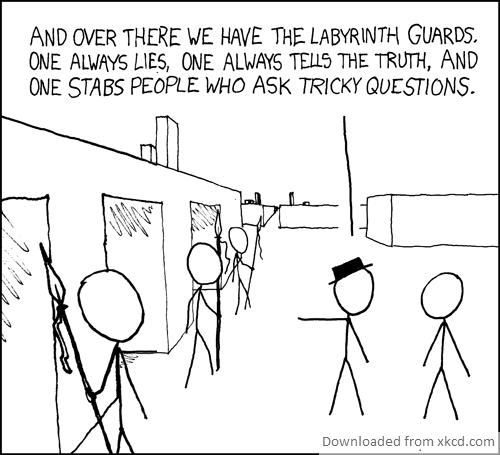 AND OVER THERE WE HAVE THE LABYRINTH GUARDS.
ONE ALWAYS LIES, ONE ALWAYS TELLS THE TRUTH, AND
ONE STABS PEOPLE WHO ASK TRICKY QUESTIONS.
Downloaded from xkcd.com